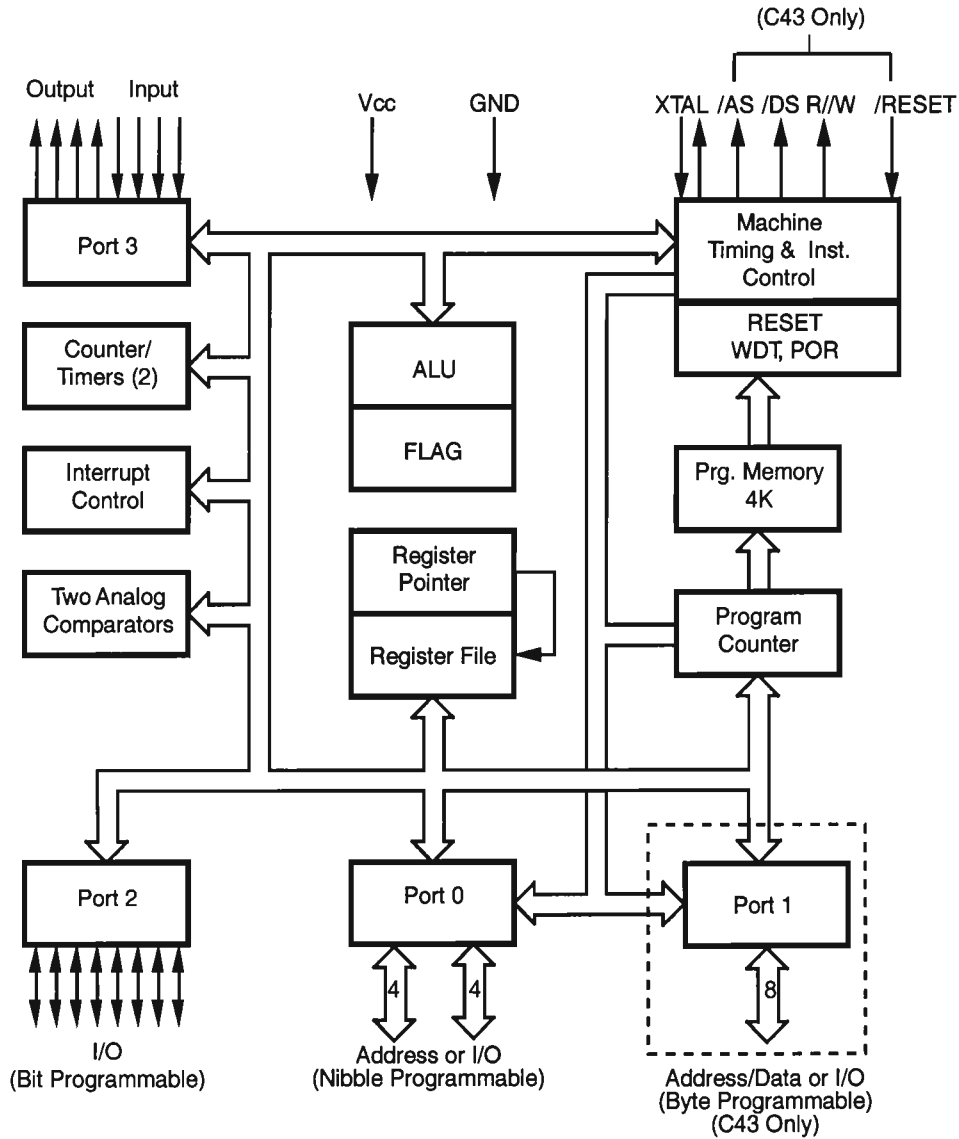 (C43 Only)
Output Input
Vcc
GND
XTAL /AS /DS R//W /RESET
Port 3
Machine
Timing & Inst.
Control
RESET
WDT, POR
Counter/
Timers (2)
ALU
FLAG
Interrupt
Control
Prg. Memory
4K
Two Analog
Comparators
Register
Pointer
Register File
Program
Counter
Port 2
Port 0
Port 1
4
4
8
I/O
(Bit Programmable)
Address or I/O
(Nibble Programmable)
Address/Data or I/O
(Byte Programmable)
(C43 Only)